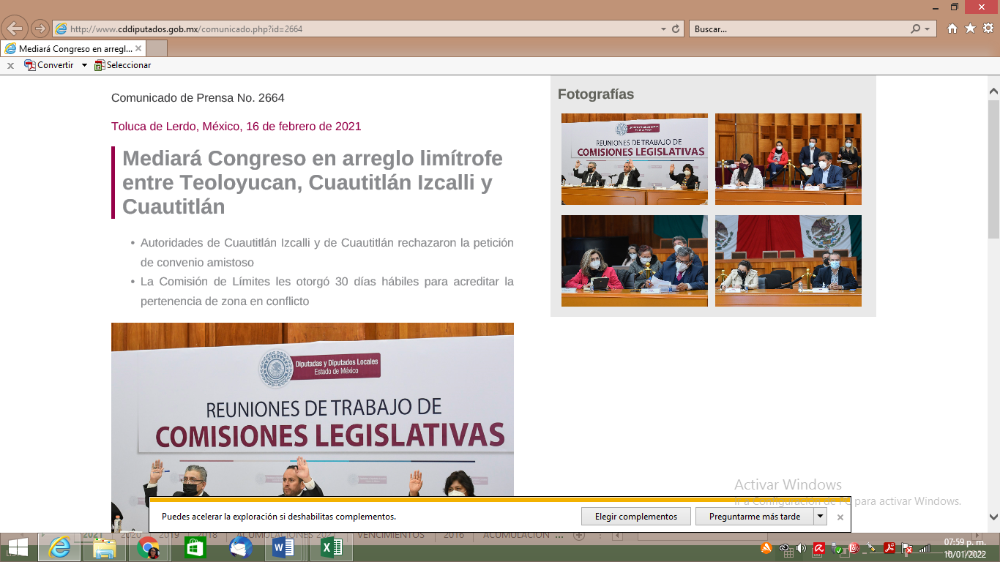 http://www.cddiputados.gob.mx/comunicado.php?id=2664
Buscar...
Mediará Congreso en arregl...
Convertir
Seleccionar
Comunicado de Prensa No. 2664
Toluca de Lerdo, México, 16 de febrero de 2021
Mediará Congreso en arreglo limítrofe
entre Teoloyucan, Cuautitlán Izcalli y
Cuautitlán
• Autoridades de Cuautitlán Izcalli y de Cuautitlán rechazaron la petición
de convenio amistoso
• La Comisión de Límites les otorgó 30 días hábiles para acreditar la
pertenencia de zona en conflicto
Diputadas y Diputados Locales
Estado de México
REUNIONES DE TRABAJO DE
COMISIONES LEGISLATIVAS
Fotografías
REUNIONES DE TRABAJO DE
COMISIONES LEGISLATIVAS
Activar Windows
Ir a Configuración de PC para activar Windows.
Puedes acelerar la exploración si deshabilitas complementos.
Elegir complementos
Preguntarme más tarde
2021 2020 2019 2018 VENCIMIENTOS 2016 ACUMULACION ...
07:59 p. m.
10/01/2022